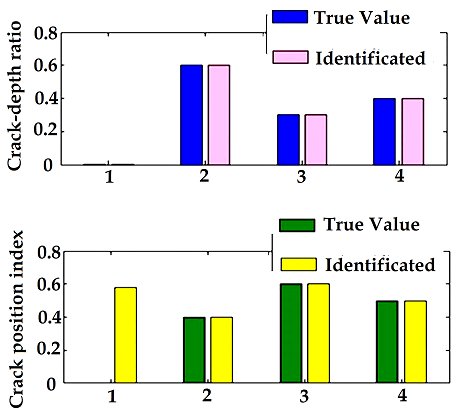 True Value
Identificated
Crack-depth ratio
0.8
0.6
0.4
0.2
0
1 2 3 4
True Value
Identificated
Crack position index
0.8
0.6
0.4
0.2
0
1 2 3 4